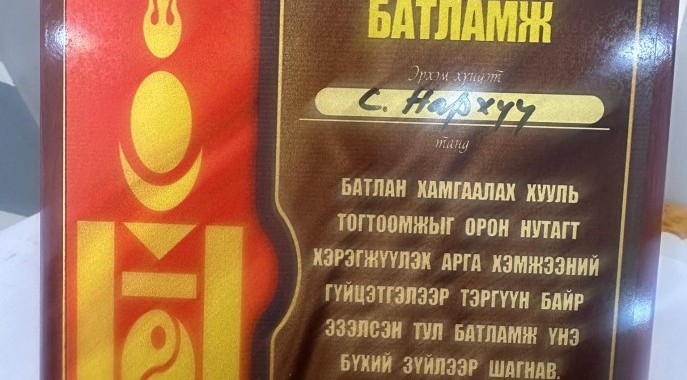 БАТЛАМЖ
Эрхэм хүндэт
С. Нархүү
танд
БАТЛАН ХАМГААЛАХ ХУУЛЬ
ТОГТООМЖЫГ ОРОН НУТАГТ
ХЭРЭГЖҮҮЛЭХ АРГА ХЭМЖЭЭНИЙ
ГҮЙЦЭТГЭЛЭЭР ТЭРГҮҮН БАЙР
ЭЗЭЛСЭН ТУЛ БАТЛАМЖ ҮНЭ
БҮХИЙ ЗҮЙЛЭЭР ШАГНАВ.